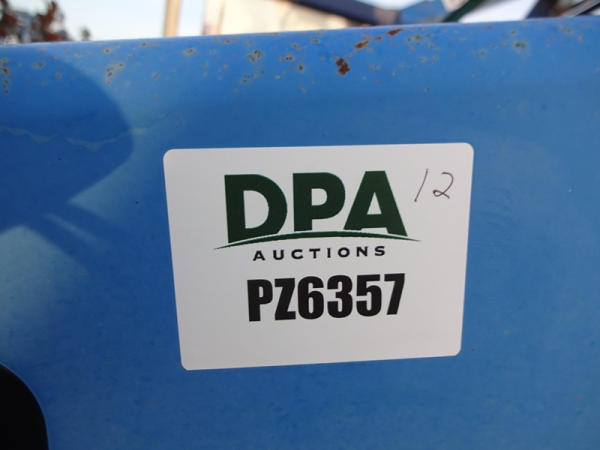 DPA
12
AUCTIONS
PZ6357